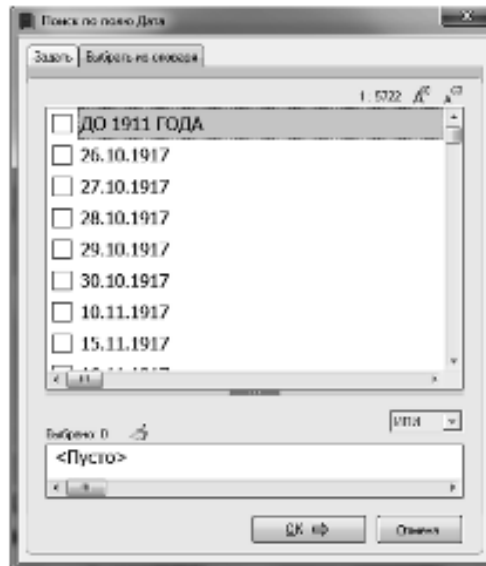 Поиск по полю Дата
Задать Выбрать из словаря
1 : 5722
ДО 1911 ГОДА
26.10.1917
27.10.1917
28.10.1917
29.10.1917
30.10.1917
10.11.1917
15.11.1917
Выбрано: 0
ИЛИ
<Пусто>
OK Отмена